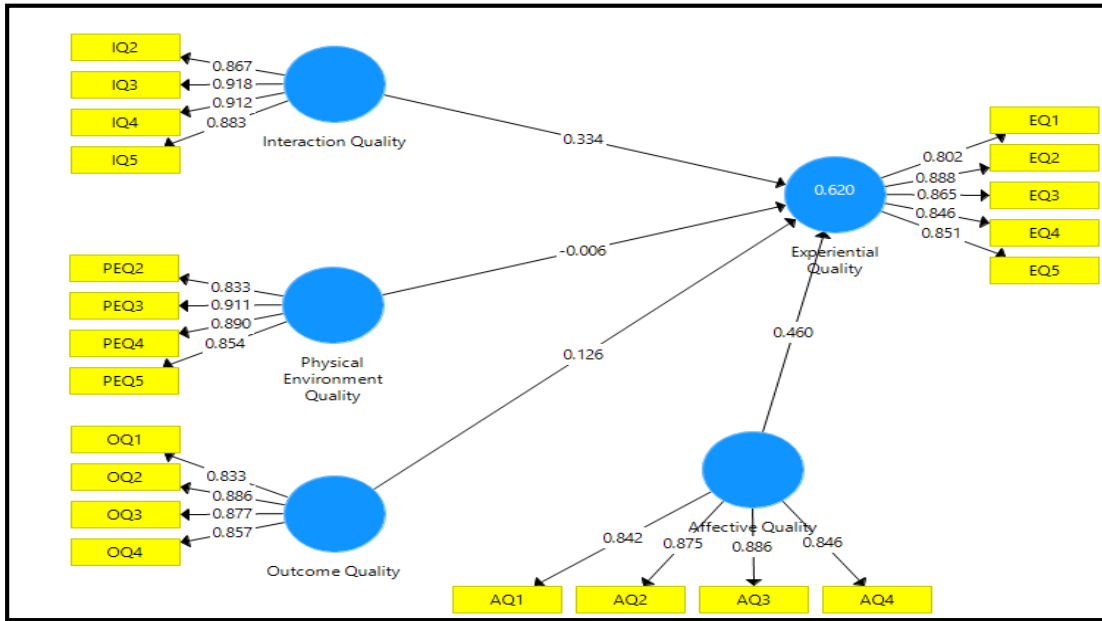 IQ2
IQ3
IQ4
IQ5
0.867
0.918
0.912
0.883
Interaction Quality
0.334
PEQ2
PEQ3
PEQ4
PEQ5
0.833
0.911
0.890
0.854
Physical
Environment
Quality
-0.006
OQ1
OQ2
OQ3
OQ4
0.833
0.886
0.877
0.857
Outcome Quality
0.126
0.620
Experiential
Quality
0.802
0.888
0.865
0.846
0.851
EQ1
EQ2
EQ3
EQ4
EQ5
0.460
Affective Quality
0.842
0.875
0.886
0.846
AQ1
AQ2
AQ3
AQ4